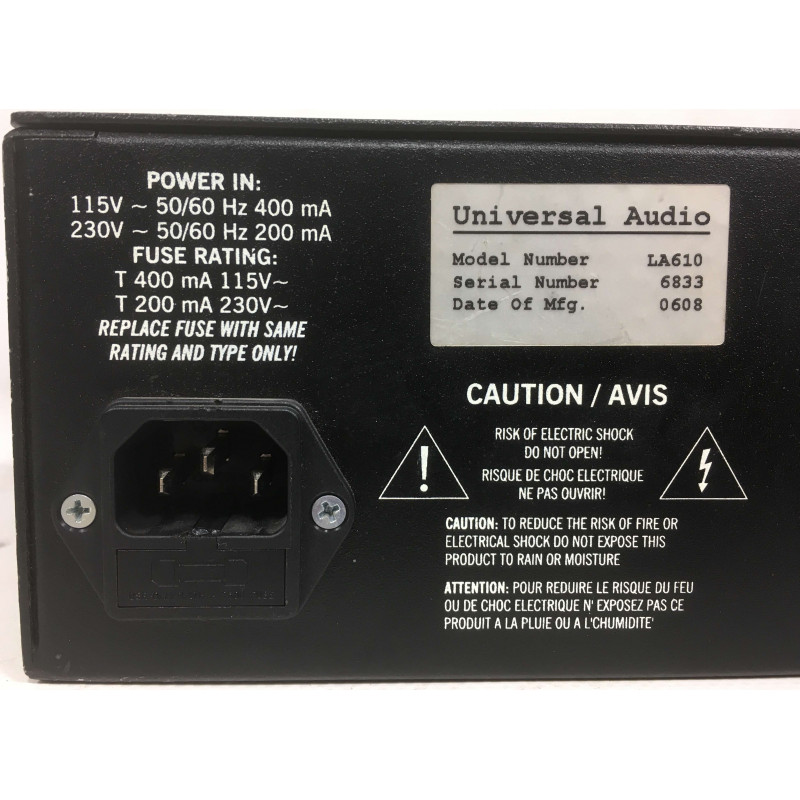 POWER IN:
115V ~ 50/60 Hz 400 mA
230V ~ 50/60 Hz 200 mA
FUSE RATING:
T 400 mA 115V~
T 200 mA 230V~
REPLACE FUSE WITH SAME
RATING AND TYPE ONLY!
Universal Audio
Model Number LA610
Serial Number 6833
Date Of Mfg. 0608
CAUTION / AVIS
RISK OF ELECTRIC SHOCK
DO NOT OPEN!
RISQUE DE CHOC ELECTRIQUE
NE PAS OUVRIR!
CAUTION: TO REDUCE THE RISK OF FIRE OR
ELECTRICAL SHOCK DO NOT EXPOSE THIS
PRODUCT TO RAIN OR MOISTURE
ATTENTION: POUR REDUIRE LE RISQUE DU FEU
OU DE CHOC ELECTRIQUE N' EXPOSEZ PAS CE
PRODUIT A LA PLUIE OU A L'CHUMIDITE'